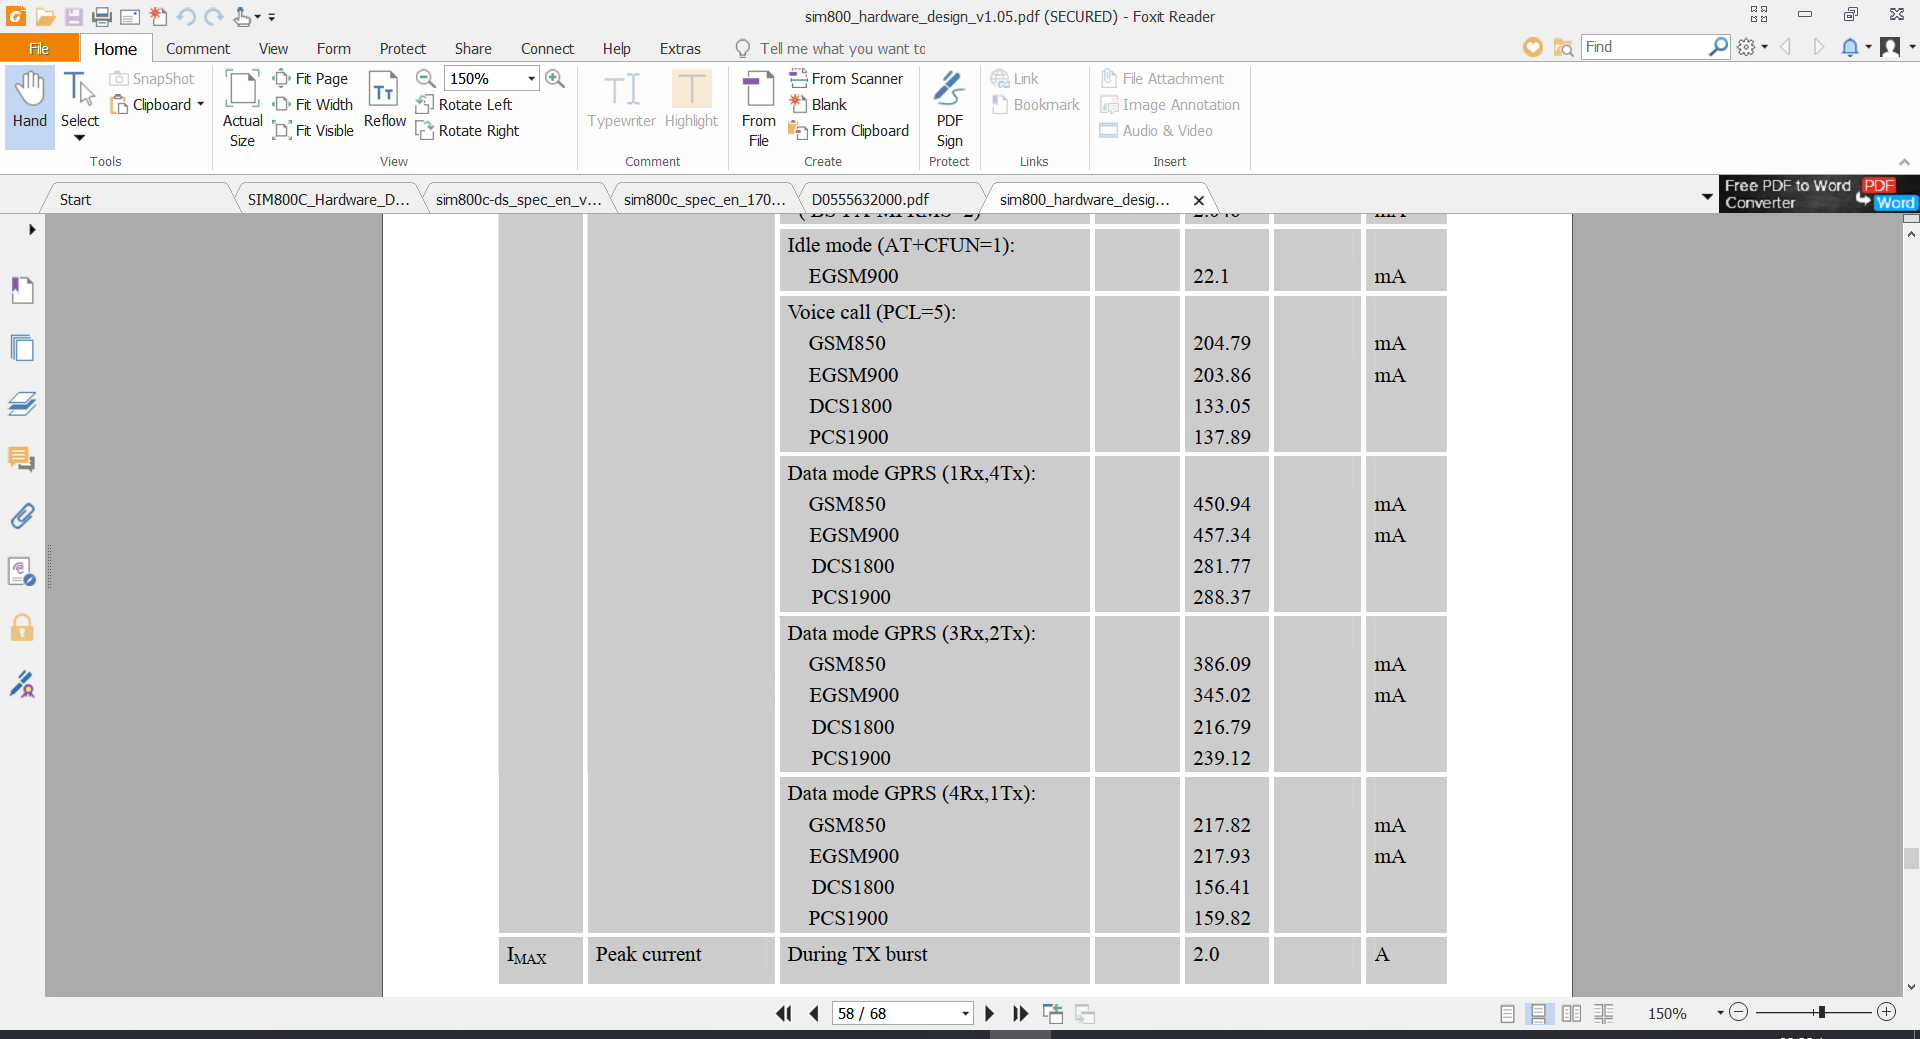 sim800_hardware_design_v1.05.pdf (SECURED) - Foxit Reader
File Home Comment View Form Protect Share Connect Help Extras Tell me what you want to Find
Hand
Select
SnapShot
Clipboard
Tools
Actual Size
Fit Page
Fit Width
Fit Visible
Reflow
150%
Rotate Left
Rotate Right
View
Typewriter
Highlight
Comment
From File
From Scanner
Blank
From Clipboard
Create
PDF Sign
Protect
Link
Bookmark
Links
File Attachment
Image Annotation
Audio & Video
Insert
Start SIM800C_Hardware_D... sim800c-ds_spec_en_v... sim800c_spec_en_170... D0555632000.pdf sim800_hardware_desig...
Free PDF to Word Converter PDF Word
Idle mode (AT+CFUN=1):
EGSM900 22.1 mA
Voice call (PCL=5):
GSM850 204.79 mA
EGSM900 203.86 mA
DCS1800 133.05
PCS1900 137.89
Data mode GPRS (1Rx,4Tx):
GSM850 450.94 mA
EGSM900 457.34 mA
DCS1800 281.77
PCS1900 288.37
Data mode GPRS (3Rx,2Tx):
GSM850 386.09 mA
EGSM900 345.02 mA
DCS1800 216.79
PCS1900 239.12
Data mode GPRS (4Rx,1Tx):
GSM850 217.82 mA
EGSM900 217.93 mA
DCS1800 156.41
PCS1900 159.82
IMAX Peak current During TX burst 2.0 A
58 / 68 150%